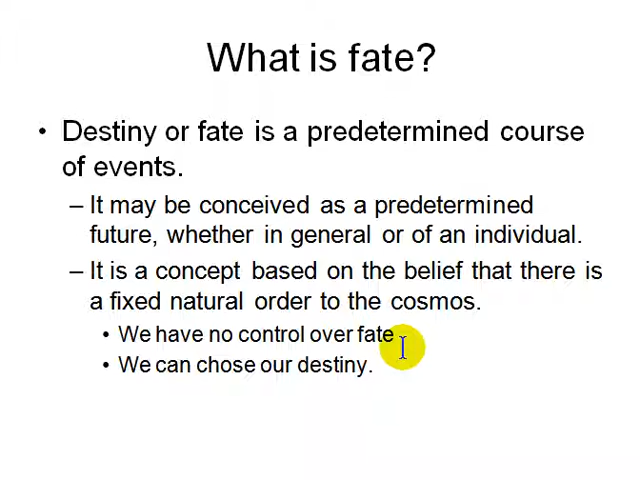 What is fate?
• Destiny or fate is a predetermined course
of events.
– It may be conceived as a predetermined
future, whether in general or of an individual.
– It is a concept based on the belief that there is
a fixed natural order to the cosmos.
• We have no control over fate
• We can chose our destiny.